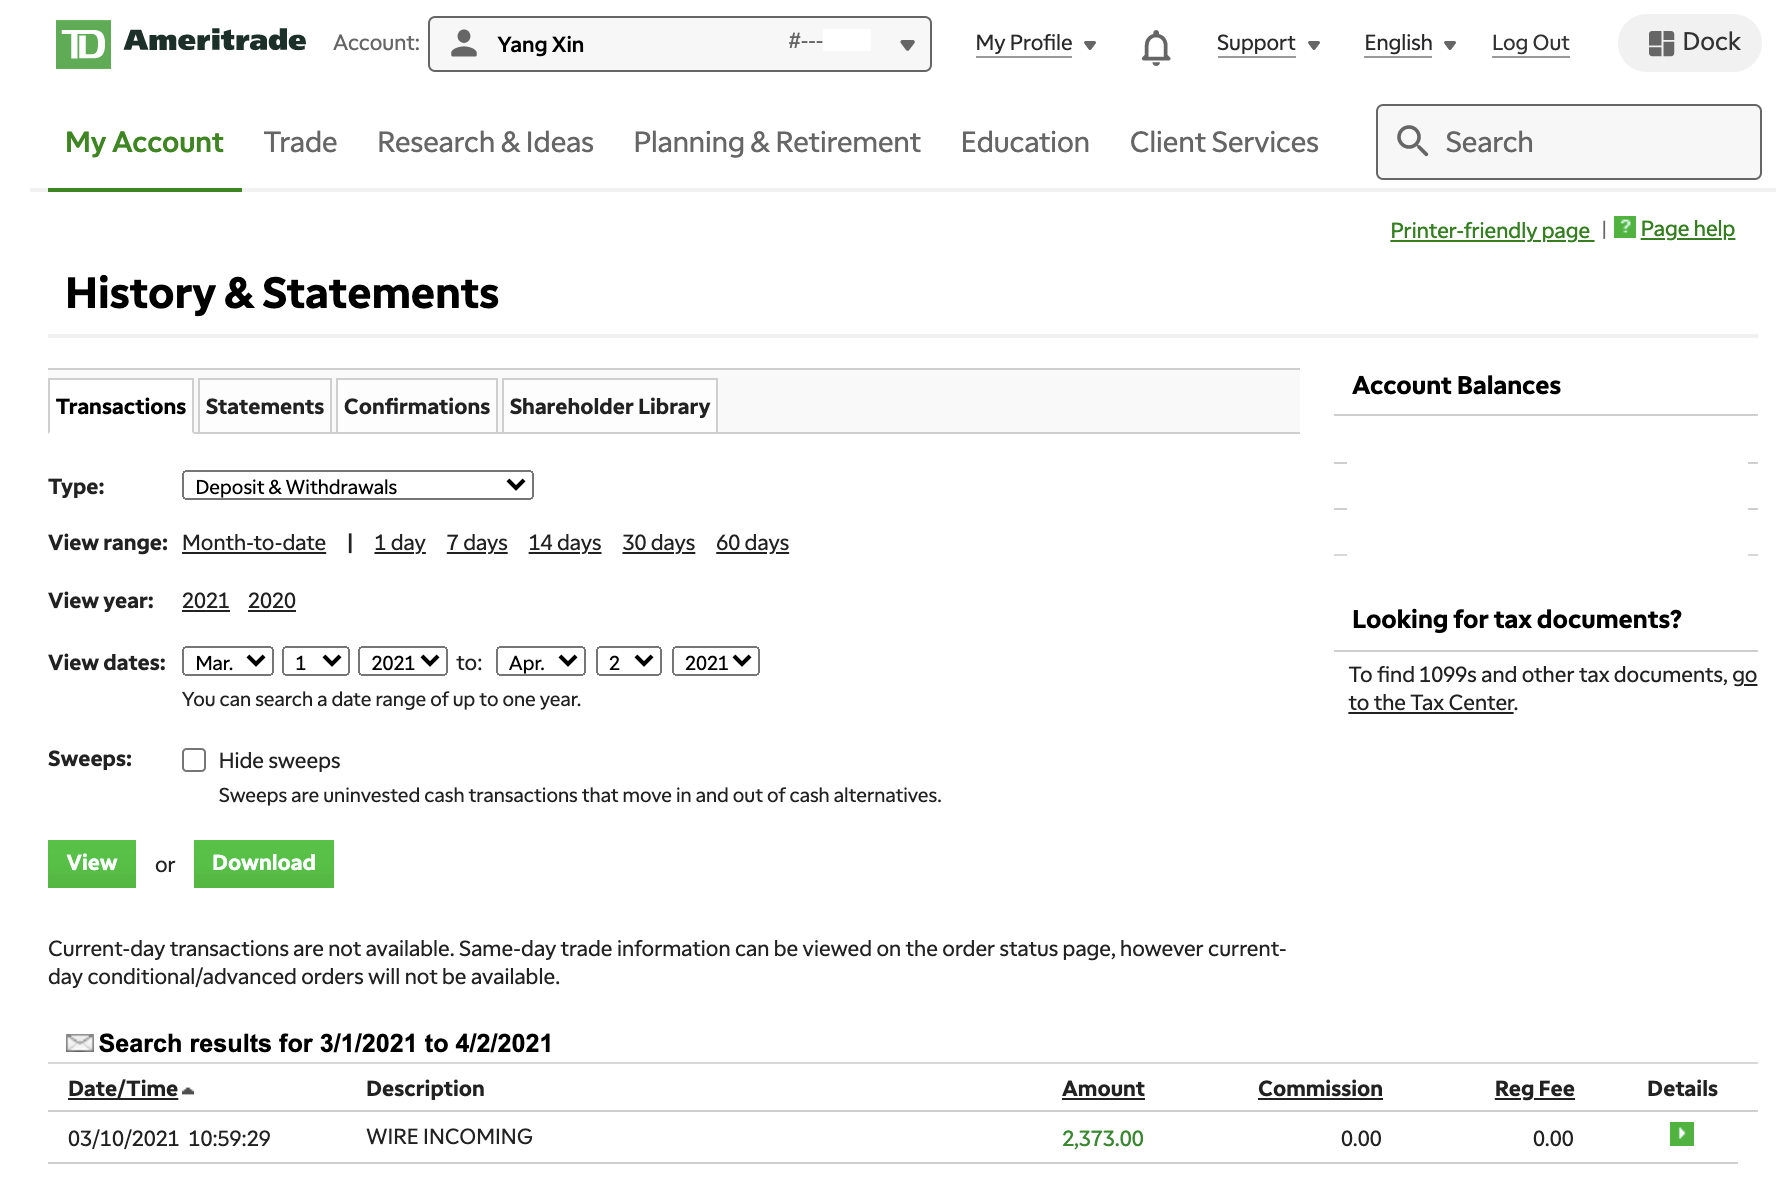 TD Ameritrade Account: Yang Xin #--- My Profile Support English Log Out Dock
My Account Trade Research & Ideas Planning & Retirement Education Client Services Search
Printer-friendly page | ? Page help
History & Statements
Transactions Statements Confirmations Shareholder Library
Type: Deposit & Withdrawals
View range: Month-to-date | 1 day 7 days 14 days 30 days 60 days
View year: 2021 2020
View dates: Mar. 1 2021 to: Apr. 2 2021
You can search a date range of up to one year.
Sweeps: Hide sweeps
Sweeps are uninvested cash transactions that move in and out of cash alternatives.
View or Download
Account Balances
Looking for tax documents?
To find 1099s and other tax documents, go
to the Tax Center.
Current-day transactions are not available. Same-day trade information can be viewed on the order status page, however current-
day conditional/advanced orders will not be available.
Search results for 3/1/2021 to 4/2/2021
Date/Time Description Amount Commission Reg Fee Details
03/10/2021 10:59:29 WIRE INCOMING 2,373.00 0.00 0.00